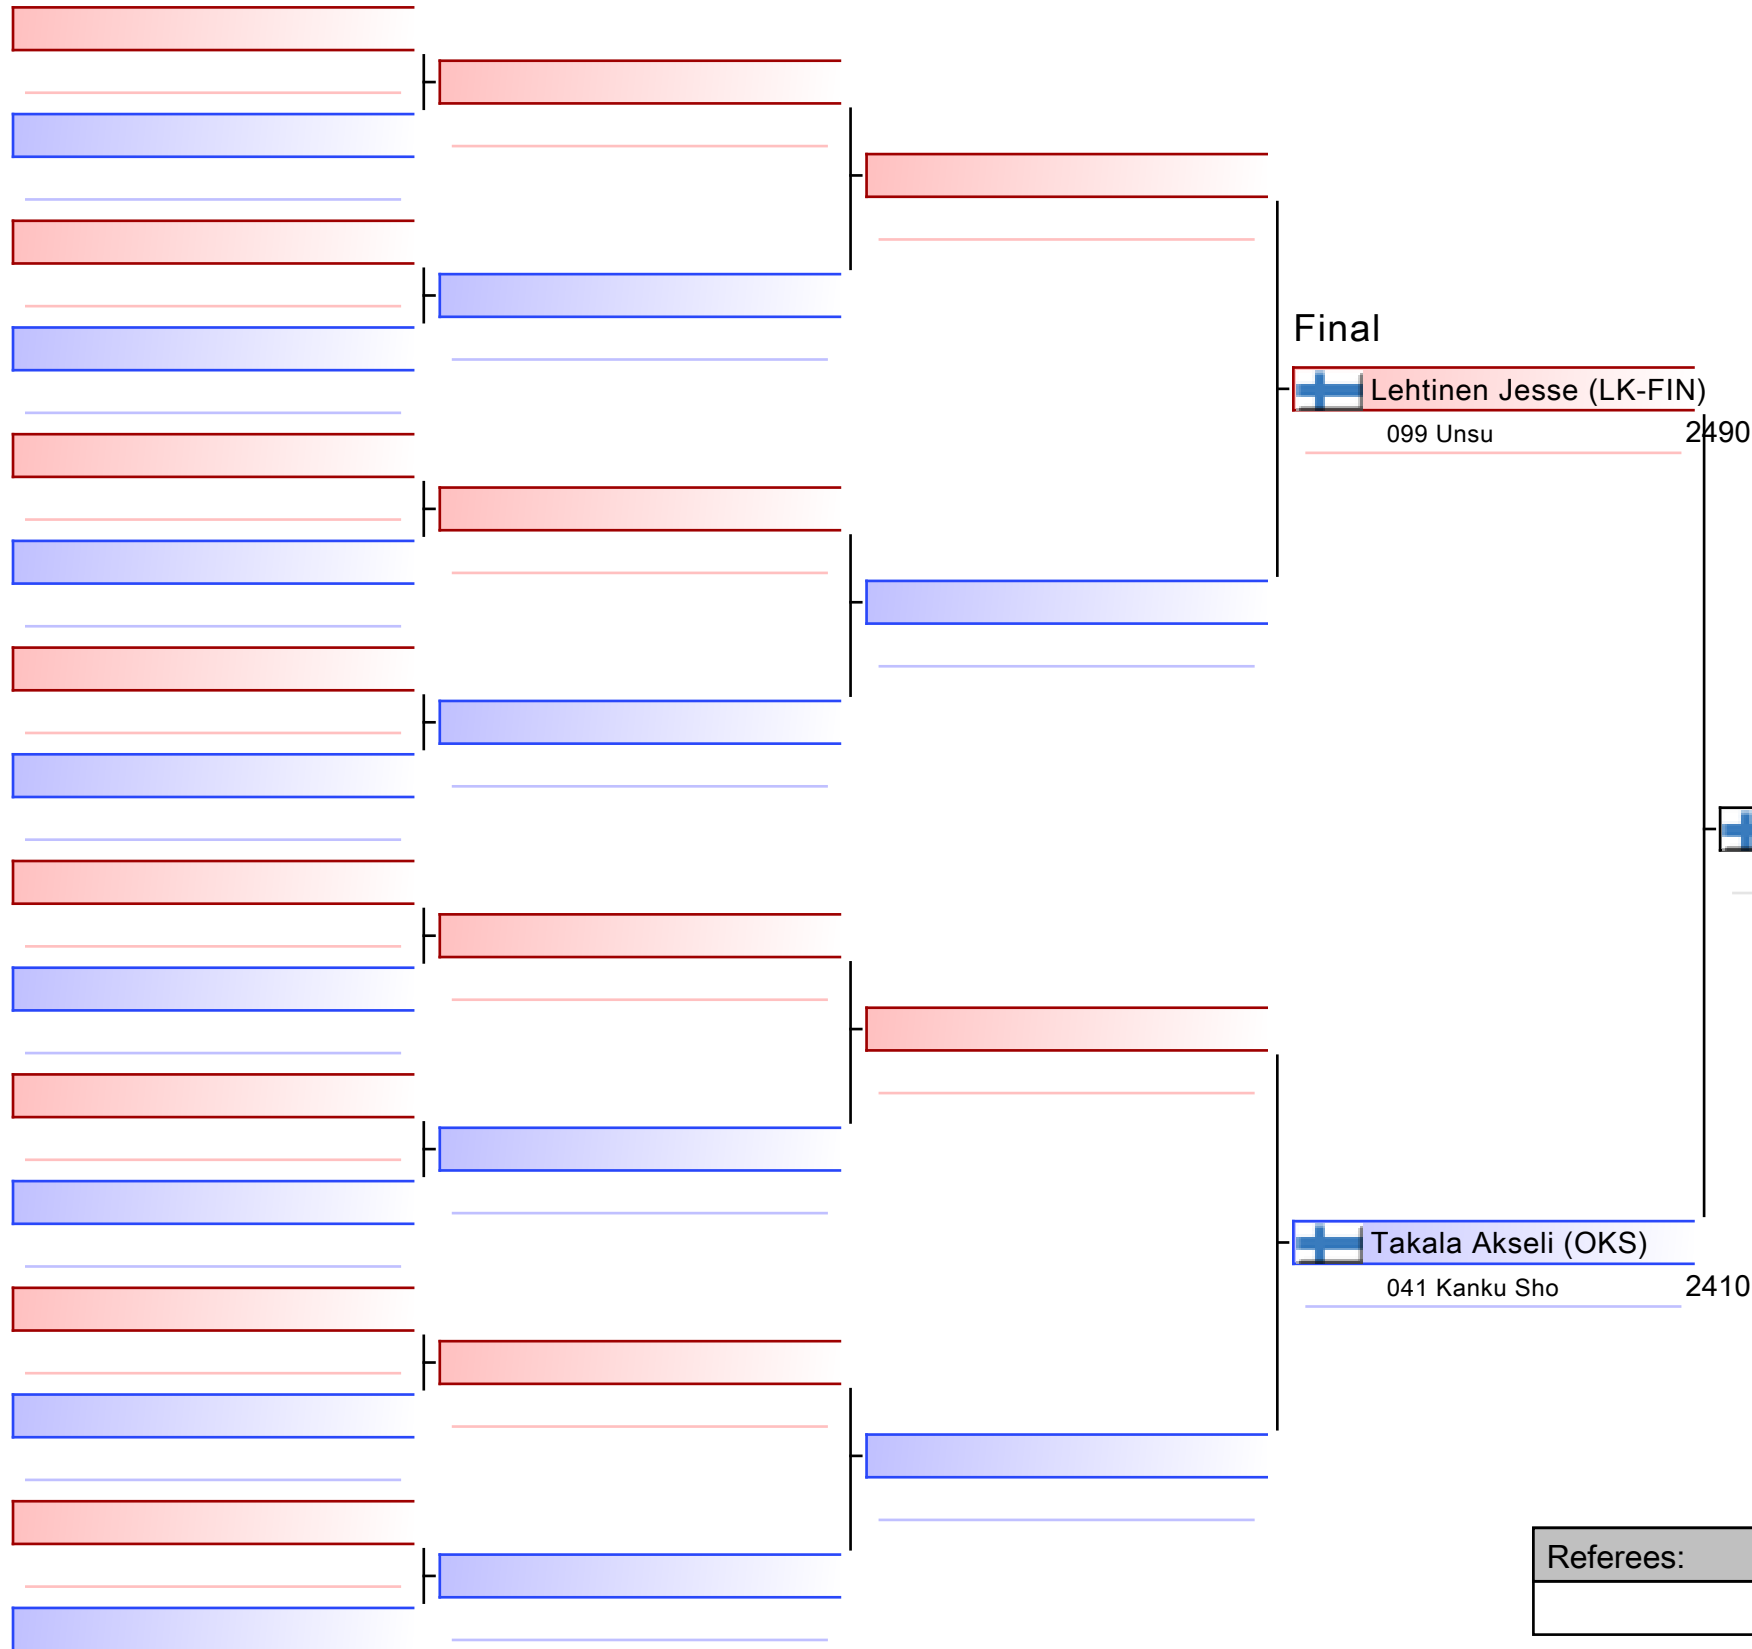 Final
Lehtinen Jesse (LK-FIN)
099 Unsu 2490
Takala Akseli (OKS)
041 Kanku Sho 2410
Referees: